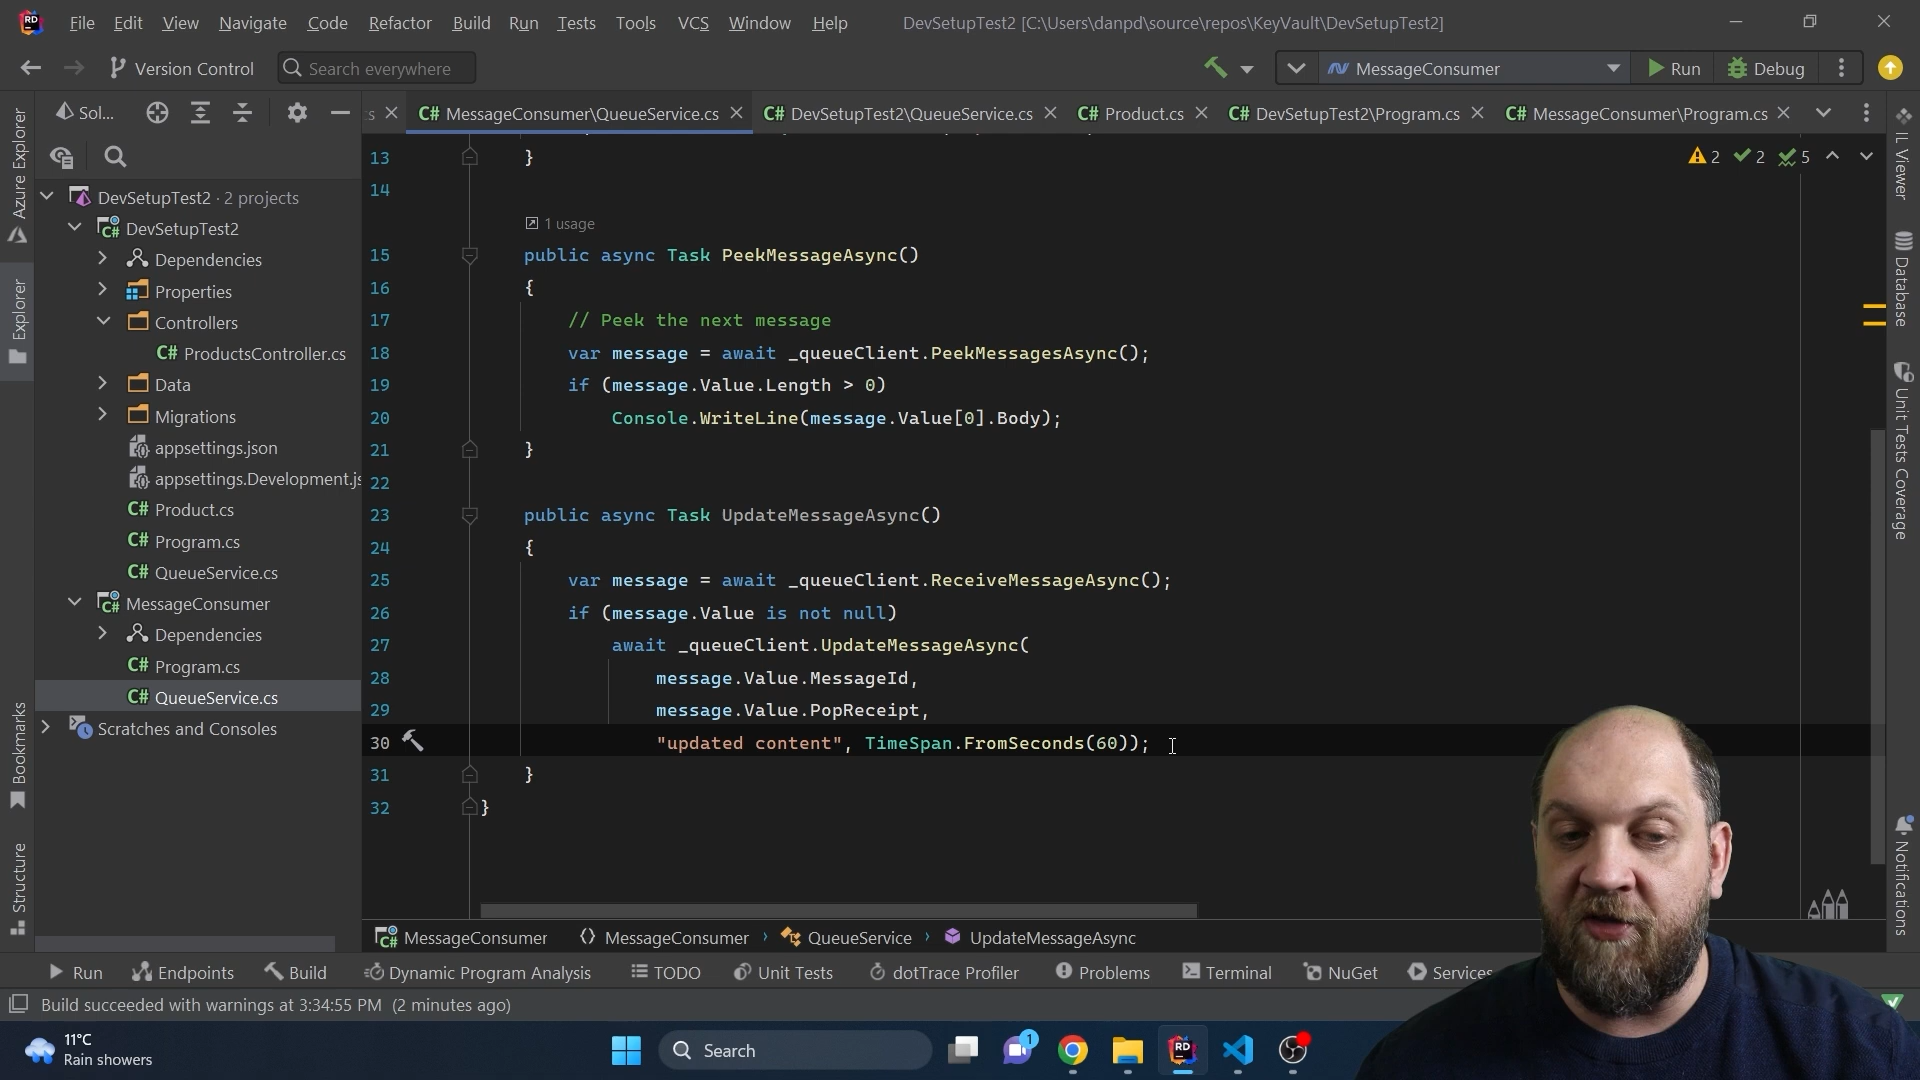 RD File Edit View Navigate Code Refactor Build Run Tests Tools VCS Window Help DevSetupTest2 [C:\Users\danpd\source\repos\KeyVault\DevSetupTest2]
Version Control Search everywhere MessageConsumer Run Debug
Sol... cs C# MessageConsumer\QueueService.cs C# DevSetupTest2\QueueService.cs C# Product.cs C# DevSetupTest2\Program.cs C# MessageConsumer\Program.cs
Azure Explorer
Explorer
Bookmarks
Structure
DevSetupTest2 · 2 projects
C# DevSetupTest2
Dependencies
Properties
Controllers
C# ProductsController.cs
Data
Migrations
appsettings.json
appsettings.Development.js
C# Product.cs
C# Program.cs
C# QueueService.cs
C# MessageConsumer
Dependencies
C# Program.cs
C# QueueService.cs
Scratches and Consoles
2 2 5
13 }
14
1 usage
15 public async Task PeekMessageAsync()
16 {
17 // Peek the next message
18 var message = await _queueClient.PeekMessagesAsync();
19 if (message.Value.Length > 0)
20 Console.WriteLine(message.Value[0].Body);
21 }
22
23 public async Task UpdateMessageAsync()
24 {
25 var message = await _queueClient.ReceiveMessageAsync();
26 if (message.Value is not null)
27 await _queueClient.UpdateMessageAsync(
28 message.Value.MessageId,
29 message.Value.PopReceipt,
30 "updated content", TimeSpan.FromSeconds(60));
31 }
32 }
IL Viewer
Database
Unit Tests Coverage
Notifications
C# MessageConsumer MessageConsumer QueueService UpdateMessageAsync
Run Endpoints Build Dynamic Program Analysis TODO Unit Tests dotTrace Profiler Problems Terminal NuGet Services
Build succeeded with warnings at 3:34:55 PM (2 minutes ago)
11°C
Rain showers
Search
1
RD